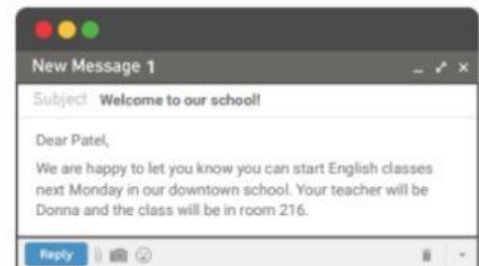 New Message 1
Subject Welcome to our school!
Dear Patel,
We are happy to let you know you can start English classes
next Monday in our downtown school. Your teacher will be
Donna and the class will be in room 216.
Reply